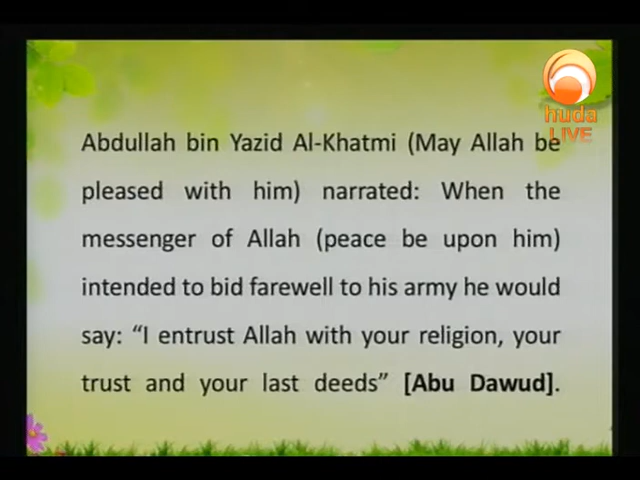 huda
LIVE
Abdullah bin Yazid Al-Khatmi (May Allah be
pleased with him) narrated: When the
messenger of Allah (peace be upon him)
intended to bid farewell to his army he would
say: “I entrust Allah with your religion, your
trust and your last deeds” [Abu Dawud].